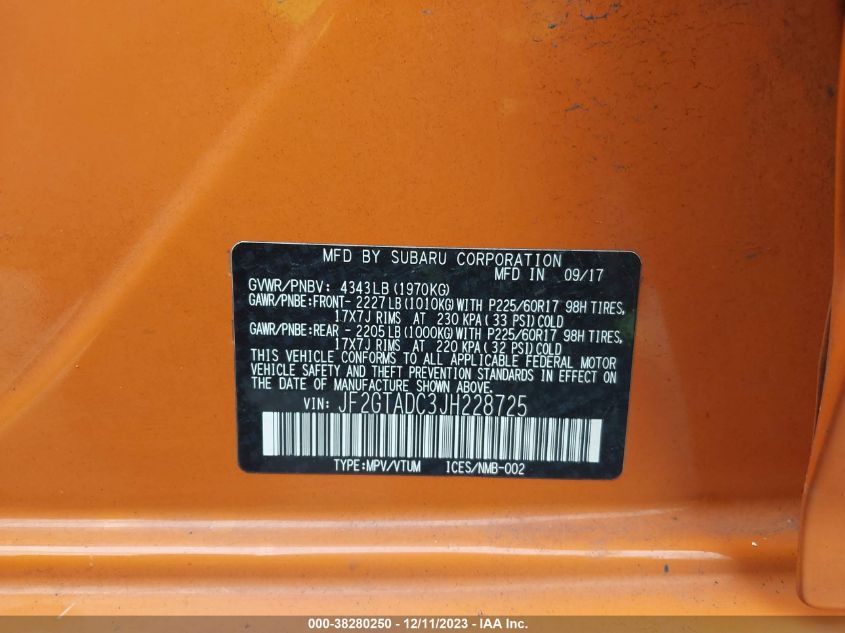 MFD BY SUBARU CORPORATION
MFD IN 09/17
GVWR/PNBV: 4343LB (1970KG)
GAWR/PNBE:FRONT- 2227LB (1010KG) WITH P225/60R17 98H TIRES,
17X7J RIMS AT 230 KPA ( 33 PSI) COLD
GAWR/PNBE:REAR - 2205LB (1000KG) WITH P225/60R17 98H TIRES,
17X7J RIMS AT 220 KPA ( 32 PSI) COLD
THIS VEHICLE CONFORMS TO ALL APPLICABLE FEDERAL MOTOR
VEHICLE SAFETY AND THEFT PREVENTION STANDARDS IN EFFECT ON
THE DATE OF MANUFACTURE SHOWN ABOVE.
VIN: JF2GTADC3JH228725
TYPE:MPV/VTUM ICES/NMB-002
000-38280250 - 12/11/2023 - IAA Inc.